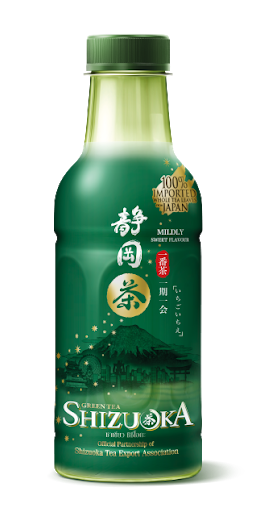 静岡茶
100%
IMPORTED
WHOLE TEA LEAVES
JAPAN
MILDLY
SWEET FLAVOUR
一番茶
一期一会
「いちごいちえ」
GREEN TEA
SHIZUOKA
Official Partnership of
Shizuoka Tea Export Association